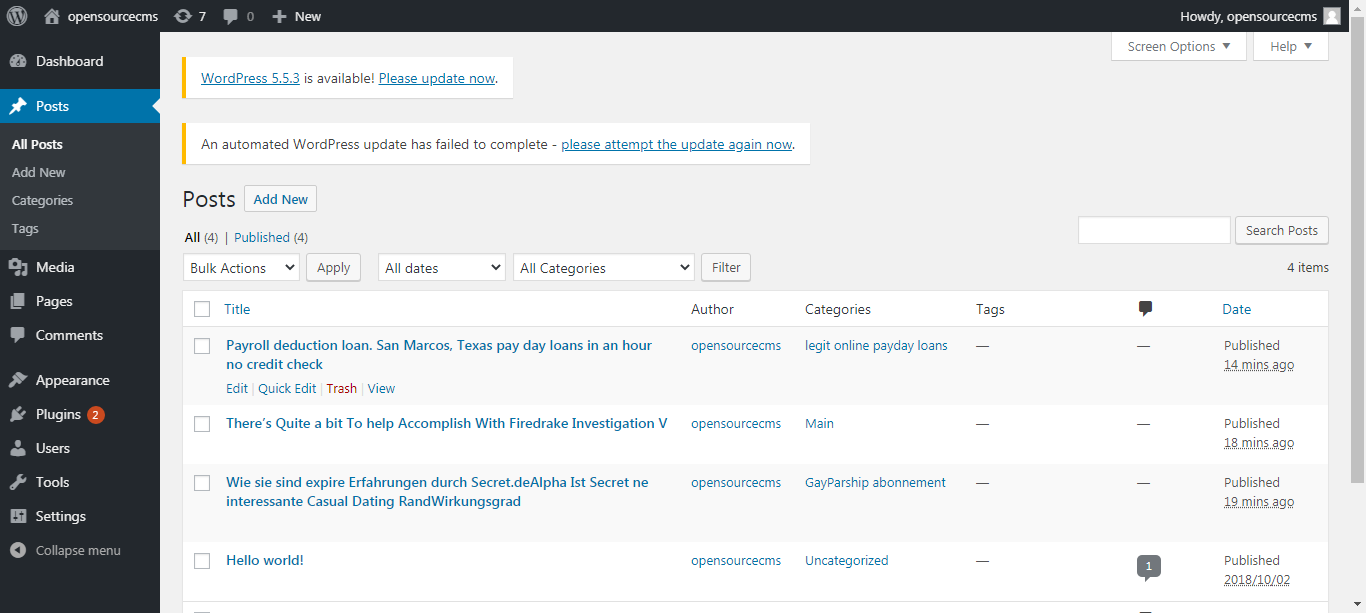 opensourcecms 7 0 New Howdy, opensourcecms
Screen Options Help
Dashboard
Posts
All Posts
Add New
Categories
Tags
Media
Pages
Comments
Appearance
Plugins 2
Users
Tools
Settings
Collapse menu
WordPress 5.5.3 is available! Please update now.
An automated WordPress update has failed to complete - please attempt the update again now.
Posts Add New
All (4) | Published (4)
Search Posts
Bulk Actions Apply All dates All Categories Filter 4 items
Title Author Categories Tags Date
Payroll deduction loan. San Marcos, Texas pay day loans in an hour opensourcecms legit online payday loans — — Published
no credit check 14 mins ago
Edit | Quick Edit | Trash | View
There’s Quite a bit To help Accomplish With Firedrake Investigation V opensourcecms Main — — Published
18 mins ago
Wie sie sind expire Erfahrungen durch Secret.deAlpha Ist Secret ne opensourcecms GayParship abonnement — — Published
interessante Casual Dating RandWirkungsgrad 19 mins ago
Hello world! opensourcecms Uncategorized — 1 Published
2018/10/02